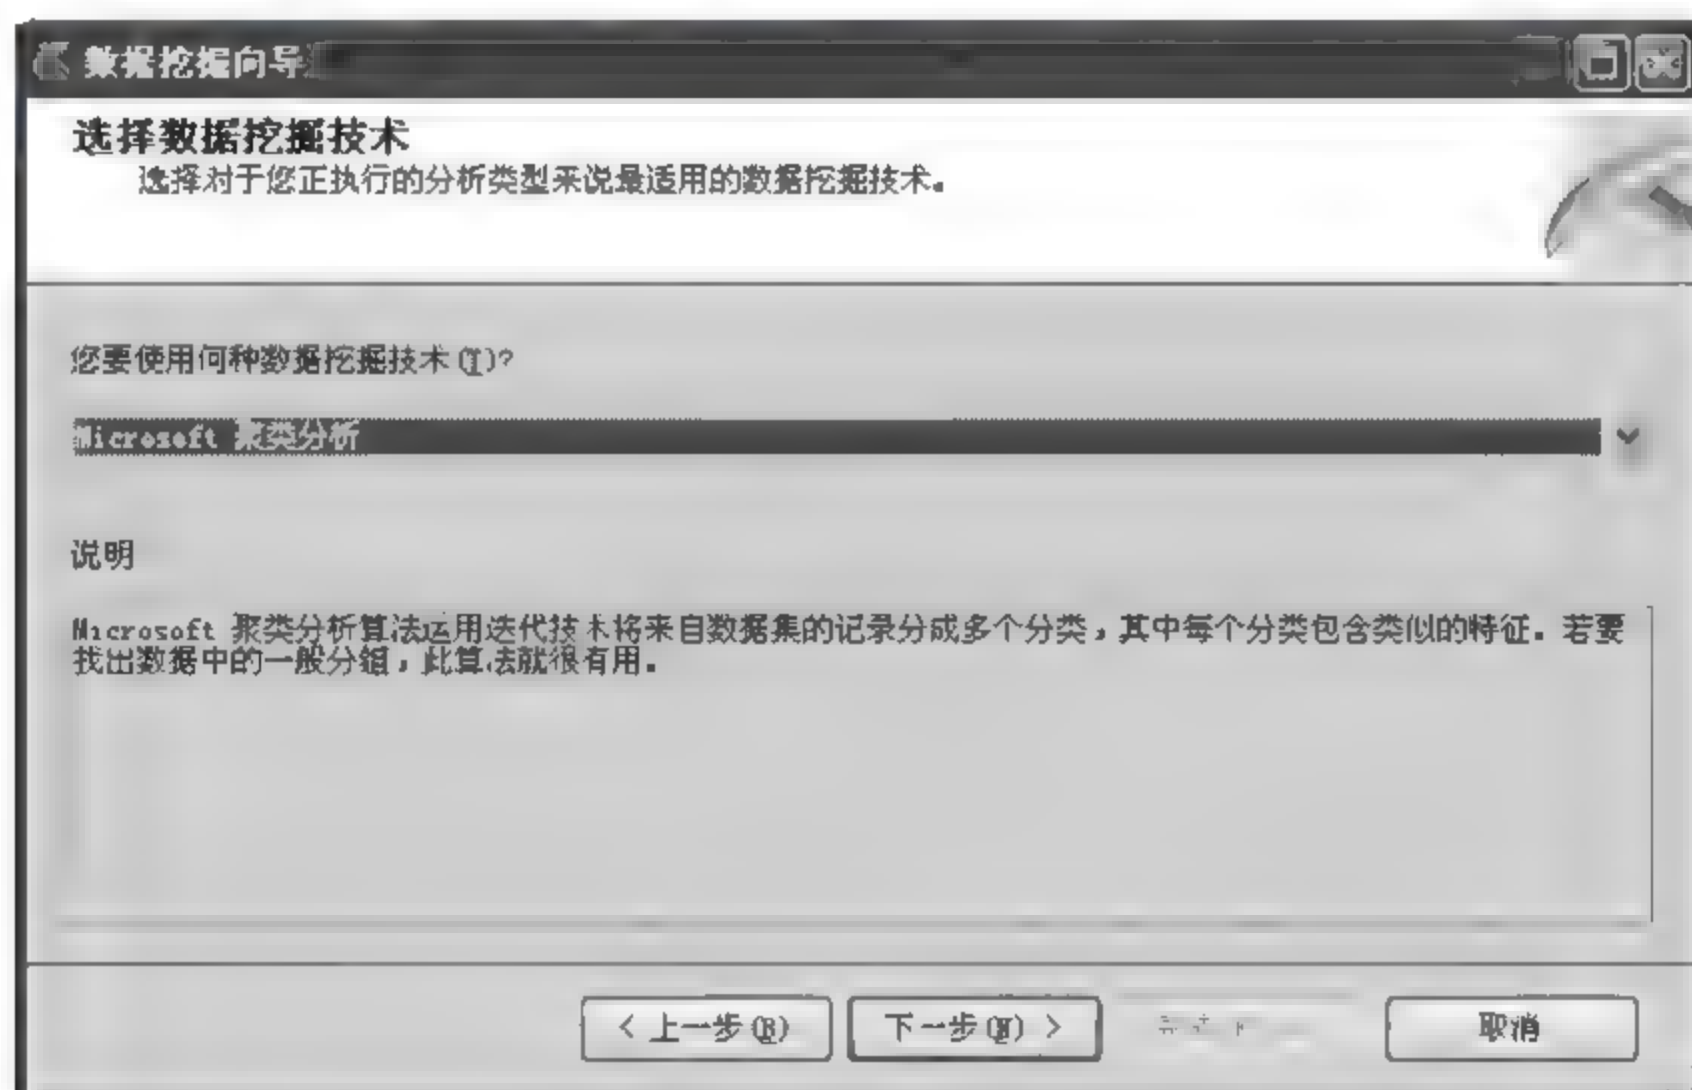 数据挖掘向导
选择数据挖掘技术
选择对于您正执行的分析类型来说最适用的数据挖掘技术。
您要使用何种数据挖掘技术(T)?
Microsoft 聚类分析
说明
Microsoft 聚类分析算法运用迭代技术将来自数据集的记录分成多个分类，其中每个分类包含类似的特征。若要
找出数据中的一般分组，此算法就很有用。
< 上一步(B)
下一步(N) >
取消